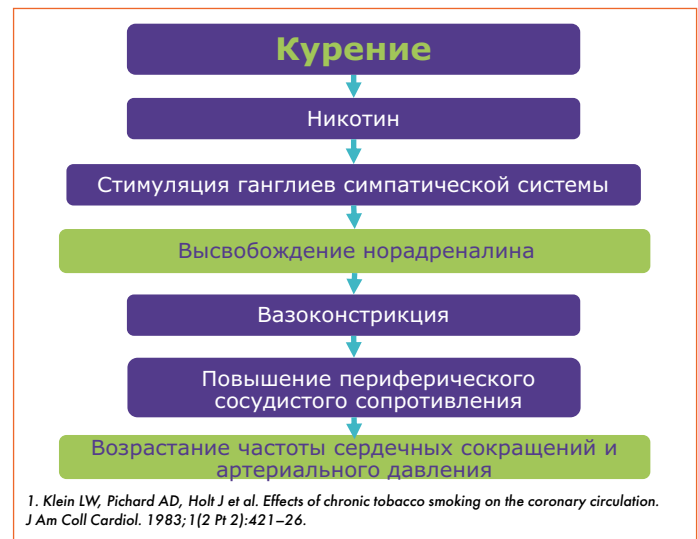 Курение
Никотин
Стимуляция ганглиев симпатической системы
Высвобождение норадреналина
Вазоконстрикция
Повышение периферического
сосудистого сопротивления
Возрастание частоты сердечных сокращений и
артериального давления
1. Klein LW, Pichard AD, Holt J et al. Effects of chronic tobacco smoking on the coronary circulation.
J Am Coll Cardiol. 1983;1(2 Pt 2):421–26.